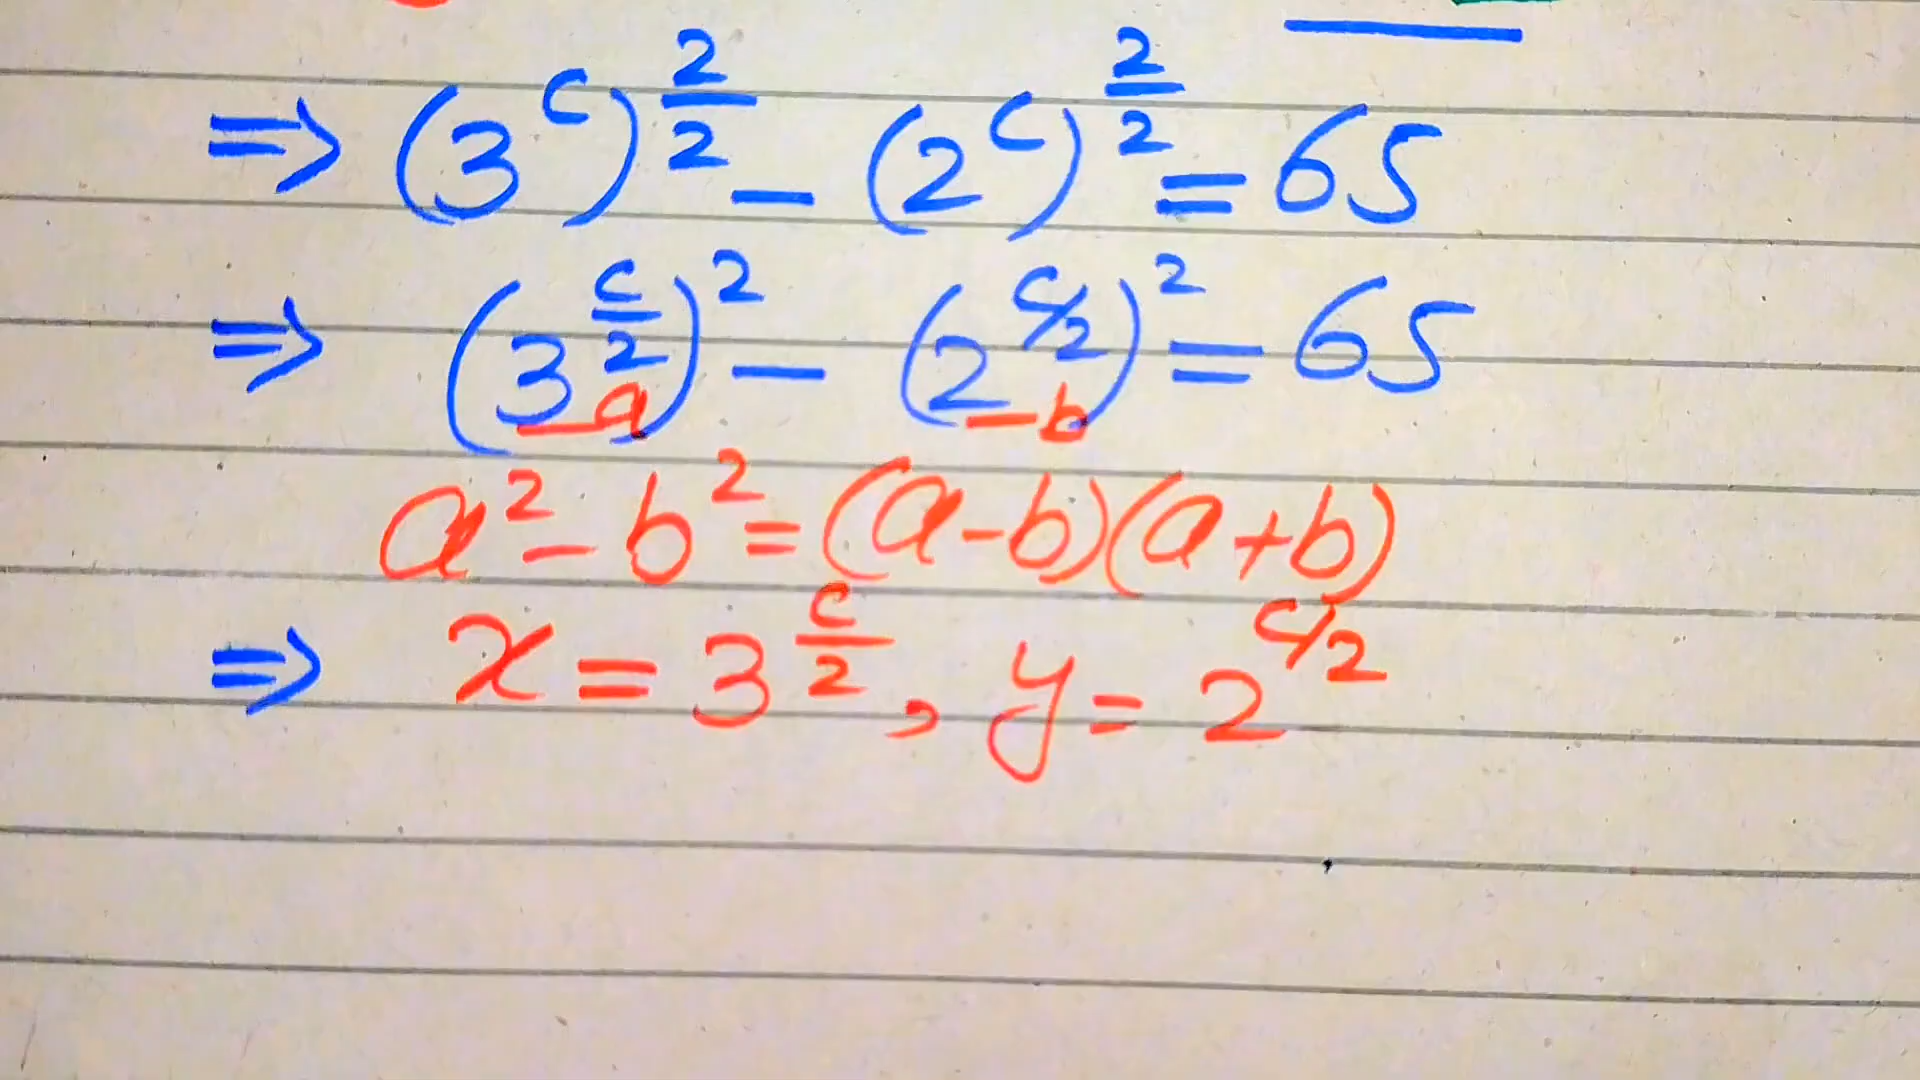 ⇒ (3^c)^{2/2} - (2^c)^{2/2} = 65
⇒ (3^{c/2})^2 - (2^{c/2})^2 = 65
a b
a^2 - b^2 = (a-b)(a+b)
⇒ x = 3^{c/2}, y = 2^{c/2}